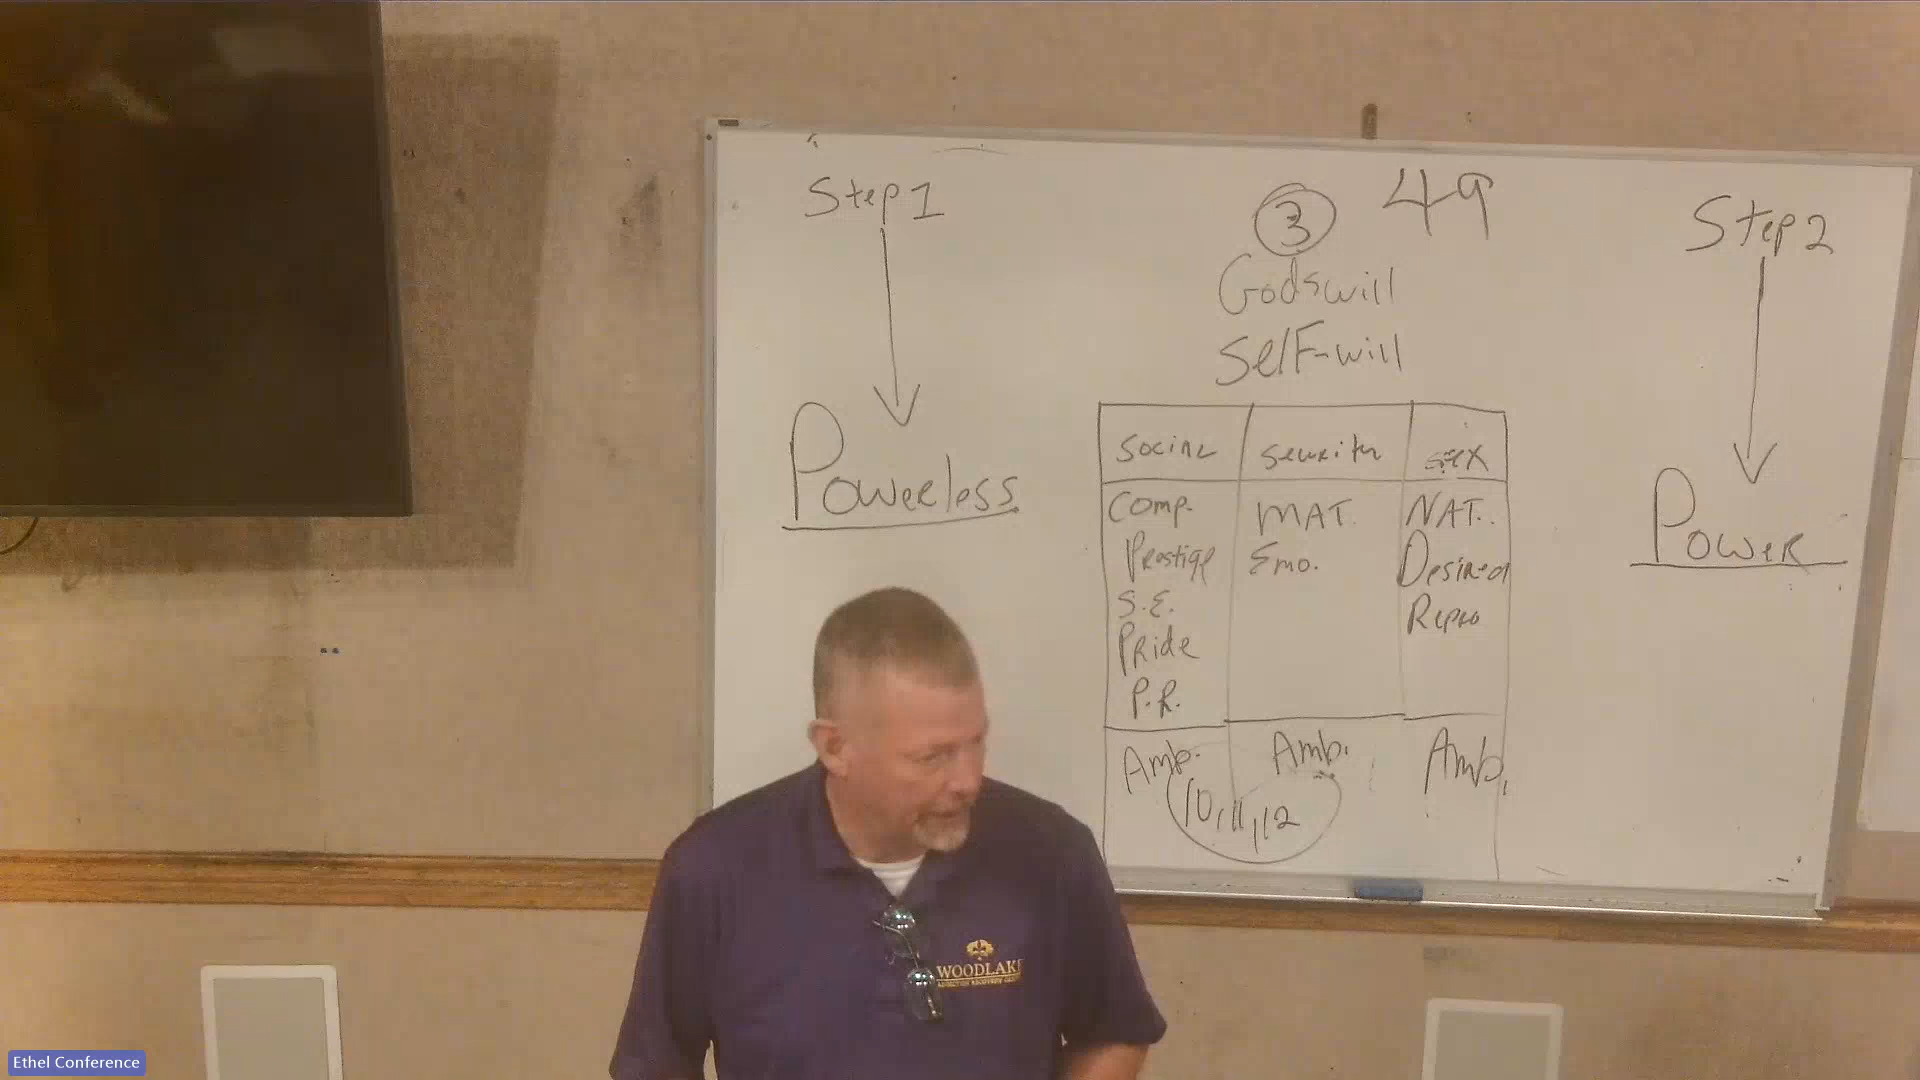 Step 1
Powerless
3 49
Godswill
Self-will
Social Security Sex
Comp.
Prestige
S.E.
Pride
P.R.
MAT.
Emo.
NAT.
Desired
Repro
Amb. Amb. Amb.
10,11,12
Step 2
Power
WOODLAKE
Ethel Conference